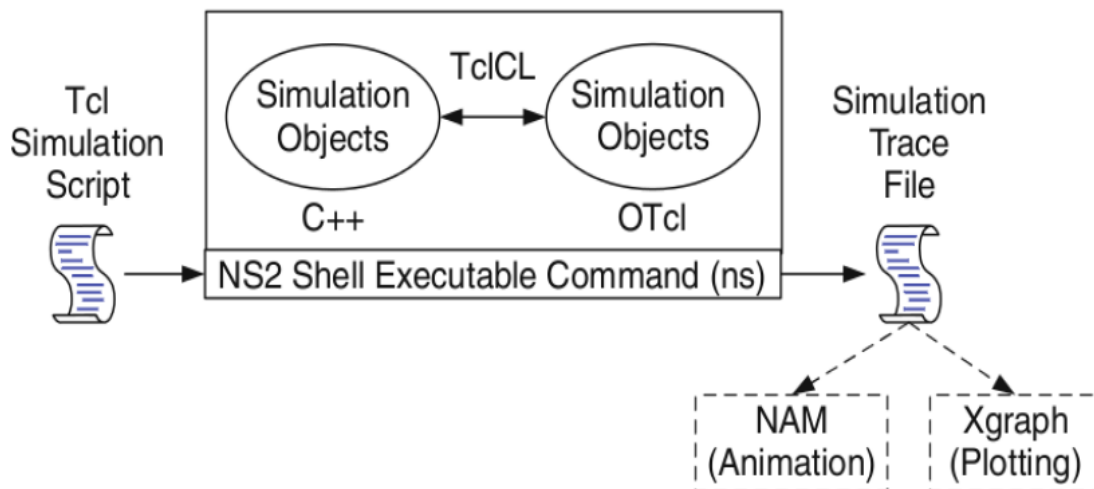 Tcl
Simulation
Script
TclCL
Simulation
Objects
Simulation
Objects
C++
OTcl
NS2 Shell Executable Command (ns)
Simulation
Trace
File
NAM
(Animation)
Xgraph
(Plotting)